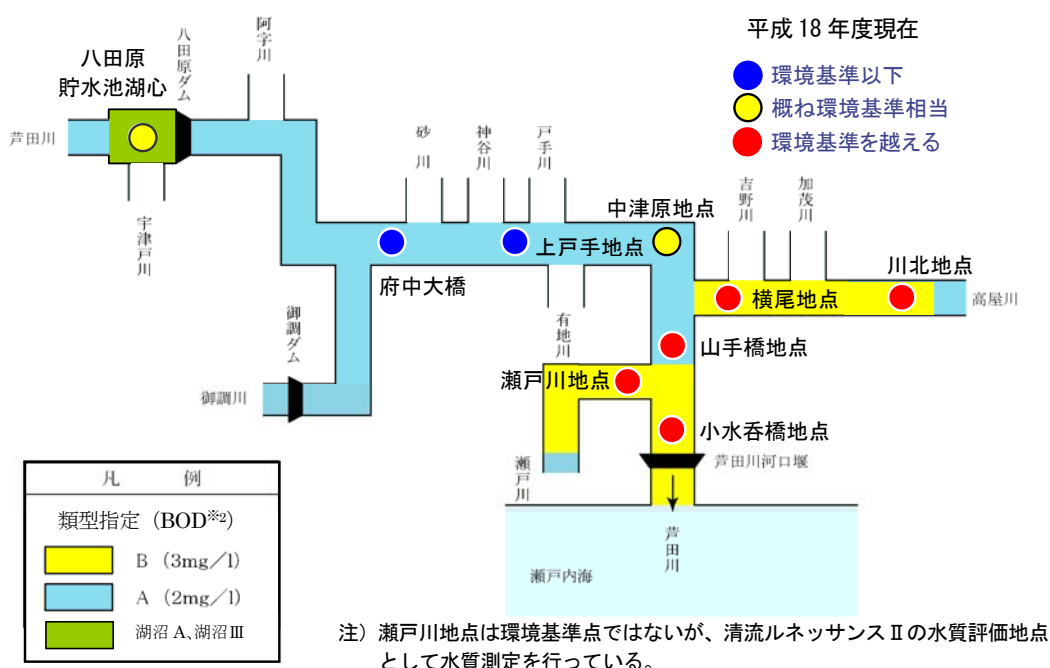 平成 18 年度現在
環境基準以下
概ね環境基準相当
環境基準を越える
八田原
貯水池湖心
八田原ダム
阿字川
芦田川
宇津戸川
砂川
神谷川
戸手川
中津原地点
吉野川
加茂川
川北地点
上戸手地点
府中大橋
横尾地点
高屋川
御調ダム
有地川
山手橋地点
瀬戸川地点
御調川
小水呑橋地点
芦田川河口堰
瀬戸川
芦田川
瀬戸内海
凡 例
類型指定（BOD※2）
B （3mg／l）
A （2mg／l）
湖沼 A、湖沼Ⅲ
注）瀬戸川地点は環境基準点ではないが、清流ルネッサンスⅡの水質評価地点
として水質測定を行っている。